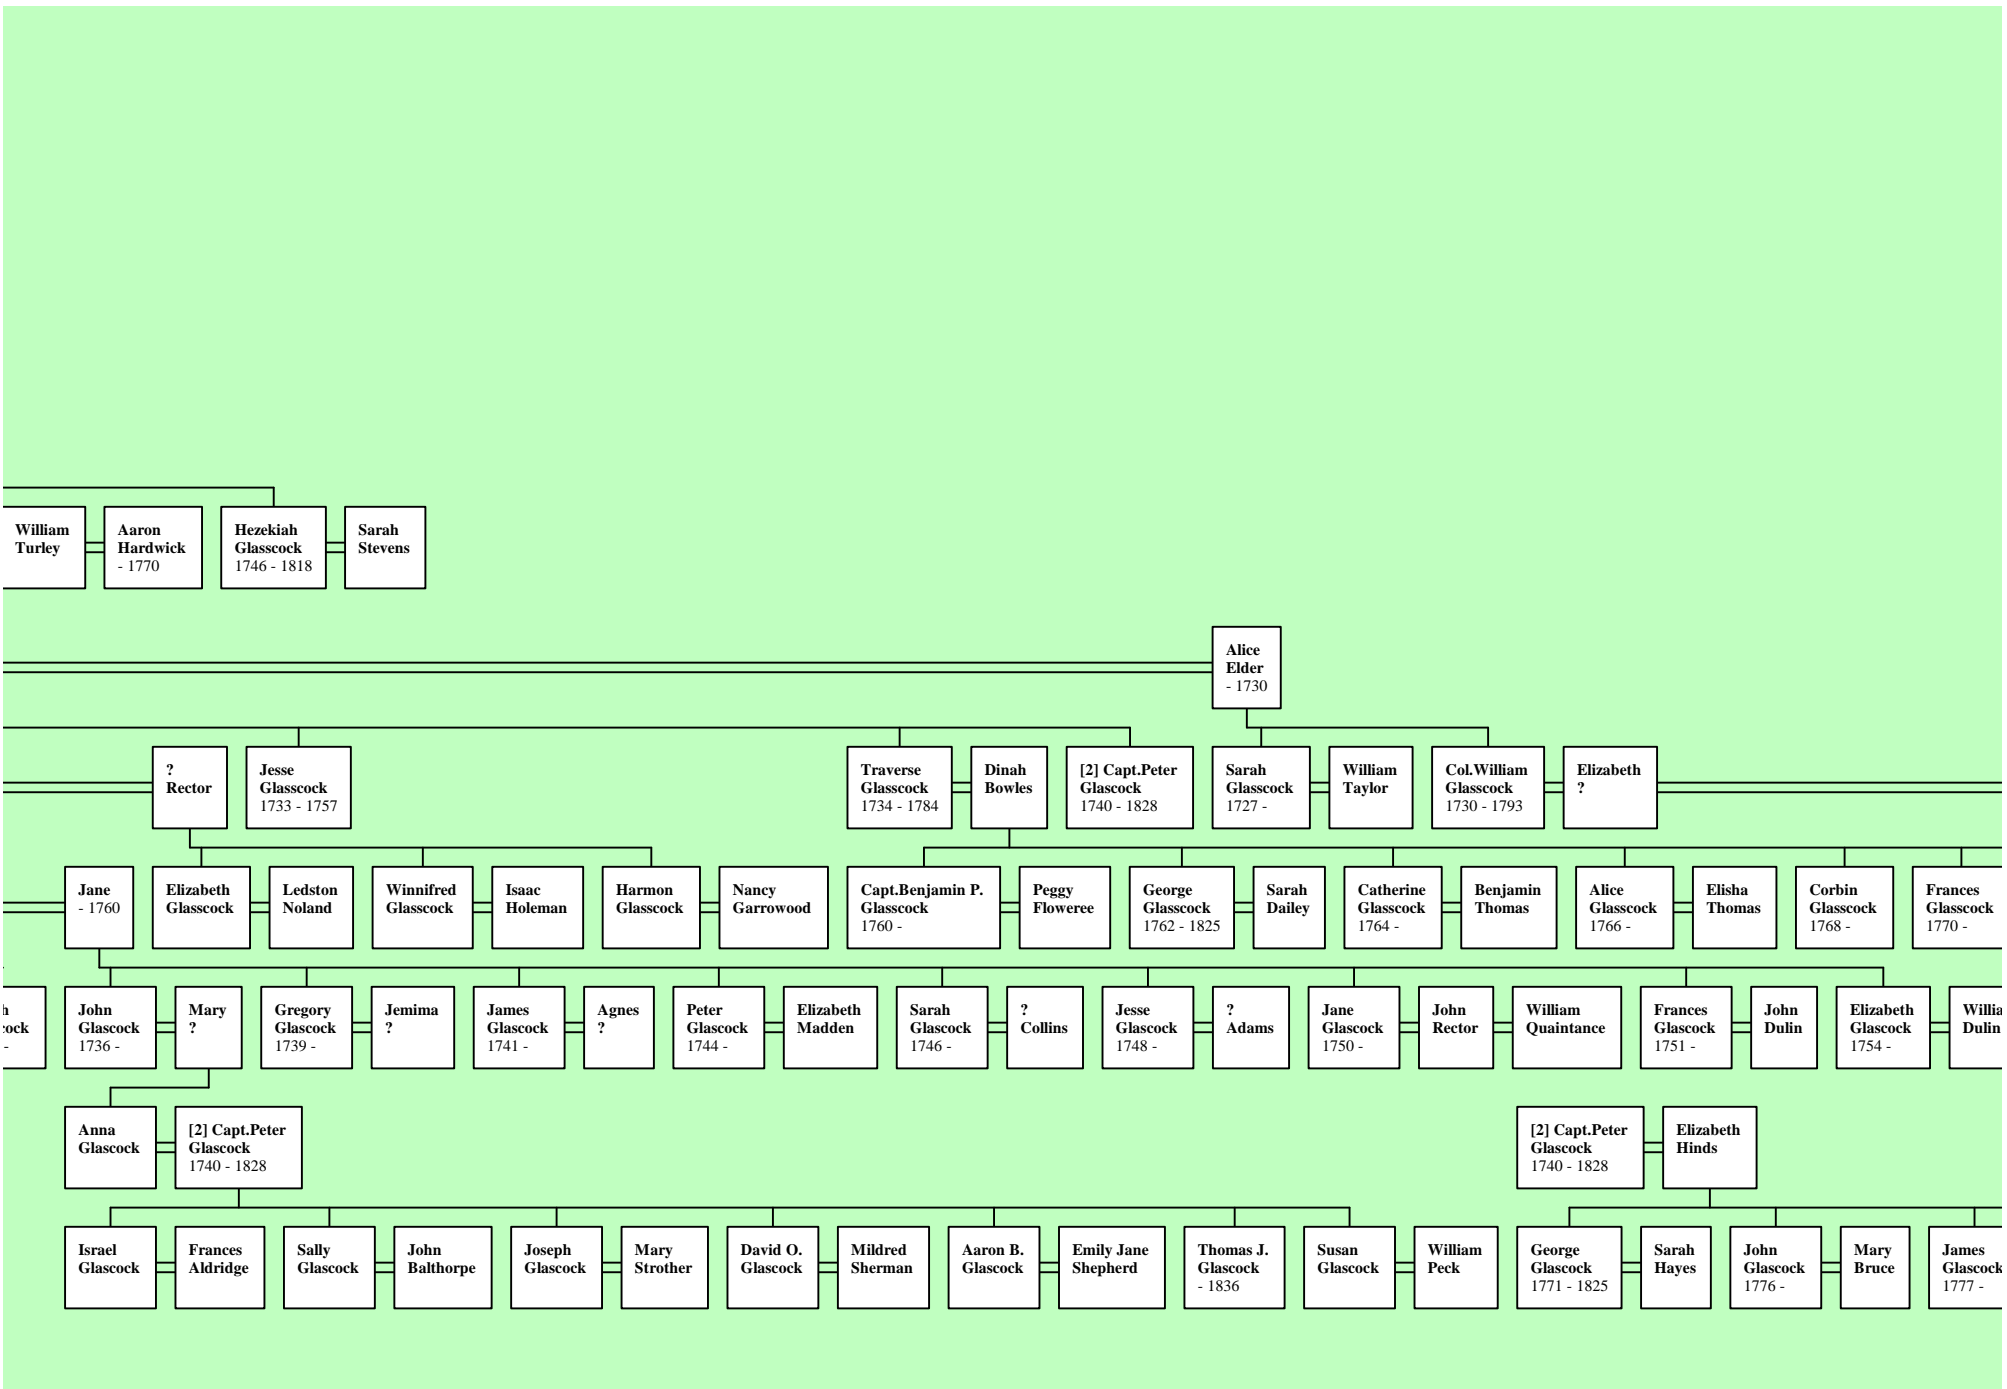 William
Turley
Aaron
Hardwick
- 1770
Hezekiah
Glasscock
1746 - 1818
Sarah
Stevens
Alice
Elder
- 1730
?
Rector
Jesse
Glasscock
1733 - 1757
Traverse
Glasscock
1734 - 1784
Dinah
Bowles
[2] Capt.Peter
Glascock
1740 - 1828
Sarah
Glasscock
1727 -
William
Taylor
Col.William
Glasscock
1730 - 1793
Elizabeth
?
Jane
- 1760
Elizabeth
Glasscock
Ledston
Noland
Winnifred
Glasscock
Isaac
Holeman
Harmon
Glasscock
Nancy
Garrowood
Capt.Benjamin P.
Glasscock
1760 -
Peggy
Floweree
George
Glasscock
1762 - 1825
Sarah
Dailey
Catherine
Glasscock
1764 -
Benjamin
Thomas
Alice
Glasscock
1766 -
Elisha
Thomas
Corbin
Glasscock
1768 -
Frances
Glasscock
1770 -
h
cock
-
John
Glascock
1736 -
Mary
?
Gregory
Glascock
1739 -
Jemima
?
James
Glascock
1741 -
Agnes
?
Peter
Glascock
1744 -
Elizabeth
Madden
Sarah
Glascock
1746 -
?
Collins
Jesse
Glascock
1748 -
?
Adams
Jane
Glascock
1750 -
John
Rector
William
Quaintance
Frances
Glascock
1751 -
John
Dulin
Elizabeth
Glascock
1754 -
Willia
Dulin
Anna
Glascock
[2] Capt.Peter
Glascock
1740 - 1828
[2] Capt.Peter
Glascock
1740 - 1828
Elizabeth
Hinds
Israel
Glascock
Frances
Aldridge
Sally
Glascock
John
Balthorpe
Joseph
Glascock
Mary
Strother
David O.
Glascock
Mildred
Sherman
Aaron B.
Glascock
Emily Jane
Shepherd
Thomas J.
Glascock
- 1836
Susan
Glascock
William
Peck
George
Glascock
1771 - 1825
Sarah
Hayes
John
Glascock
1776 -
Mary
Bruce
James
Glascock
1777 -